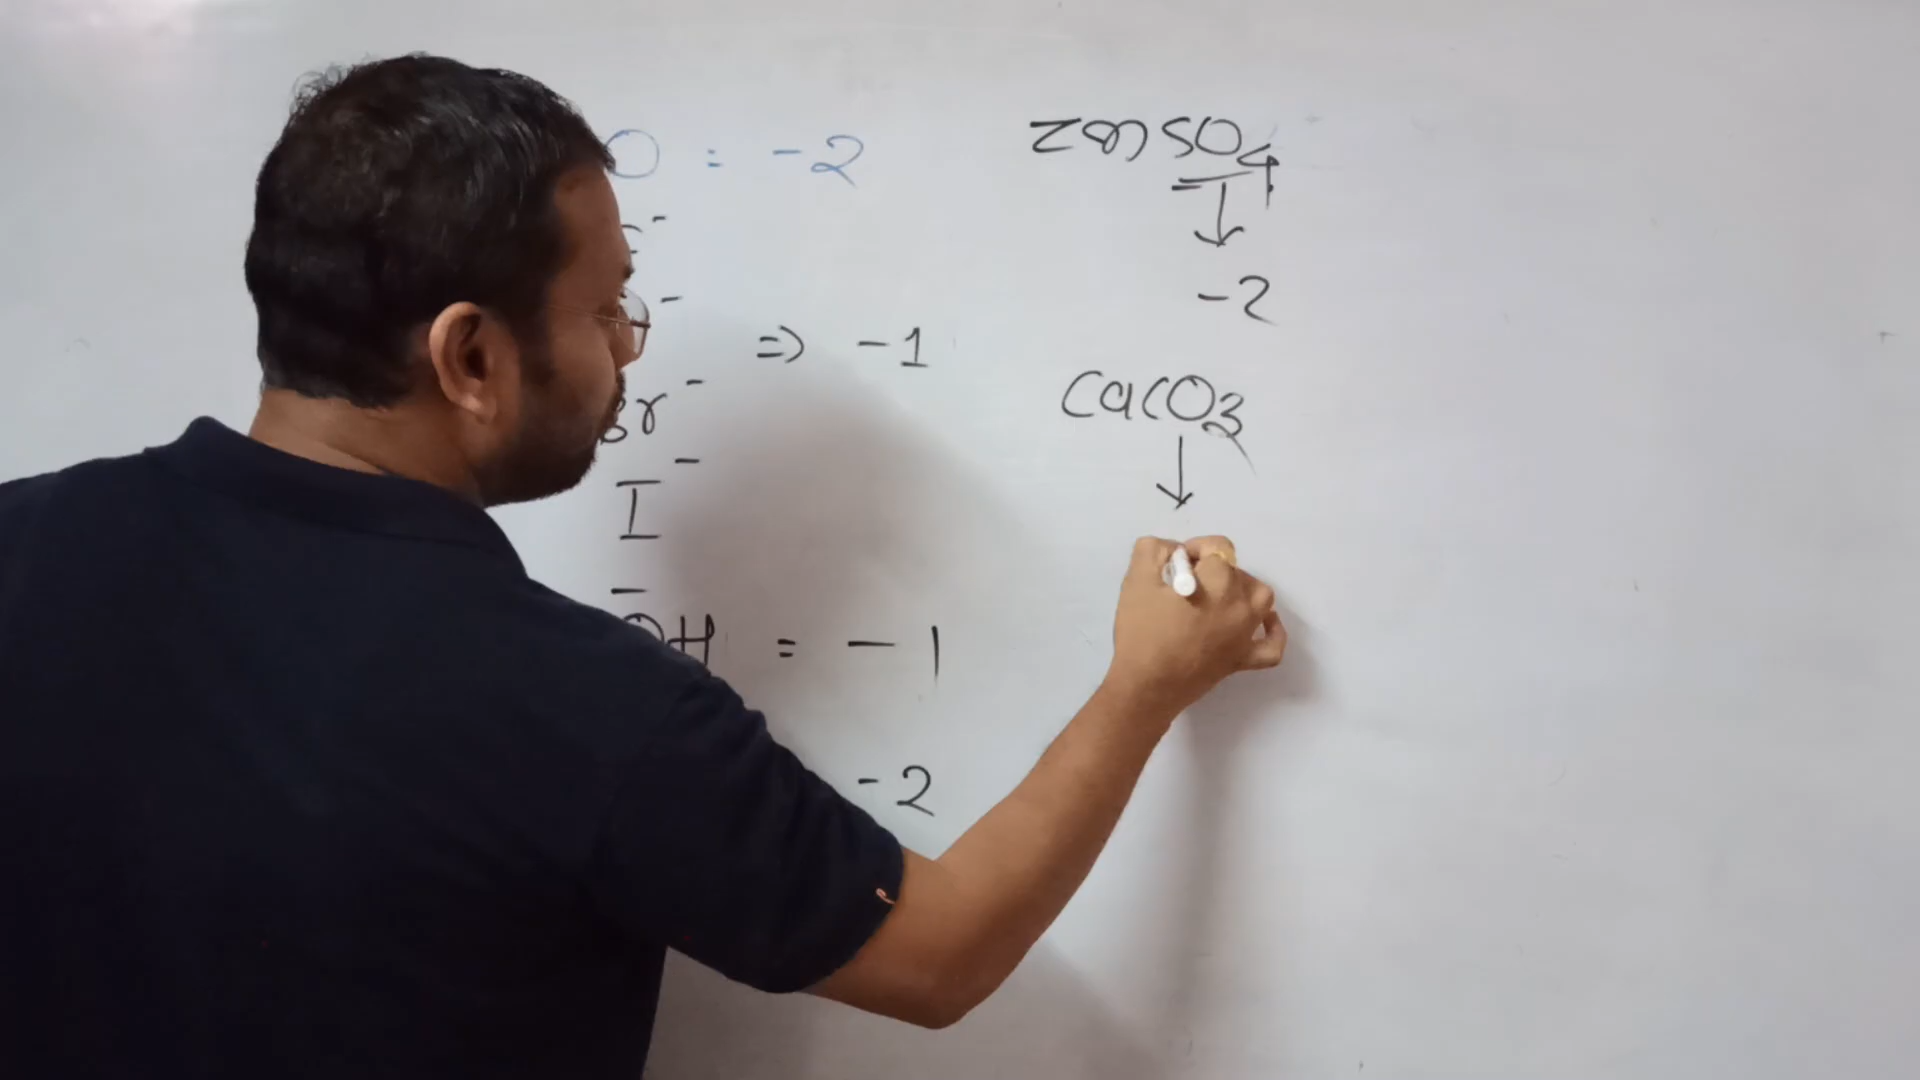 O = -2
-
-
=) -1
Br-
I-
-
OH = -1
-2
ZnSO4
↓
-2
CaCO3
↓